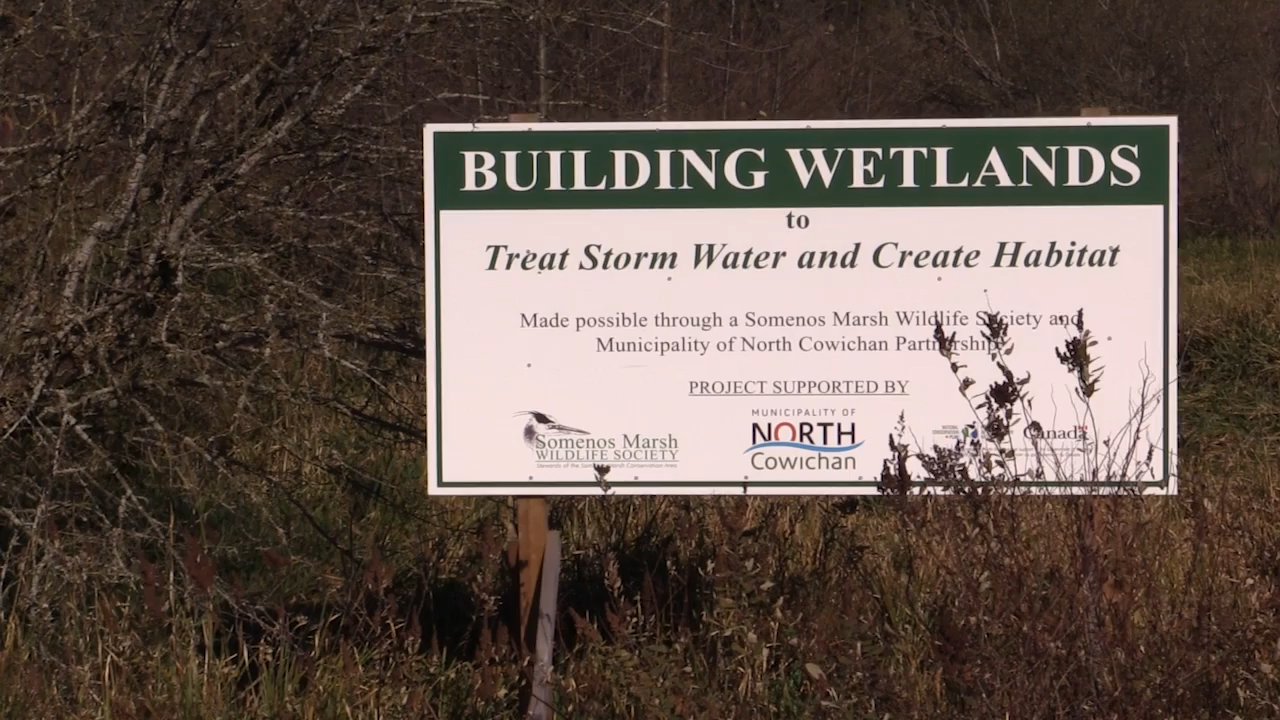 BUILDING WETLANDS
to
Treat Storm Water and Create Habitat
Made possible through a Somenos Marsh Wildlife Society and
Municipality of North Cowichan Partnership
PROJECT SUPPORTED BY
Somenos Marsh
WILDLIFE SOCIETY
MUNICIPALITY OF
NORTH
Cowichan
Canada